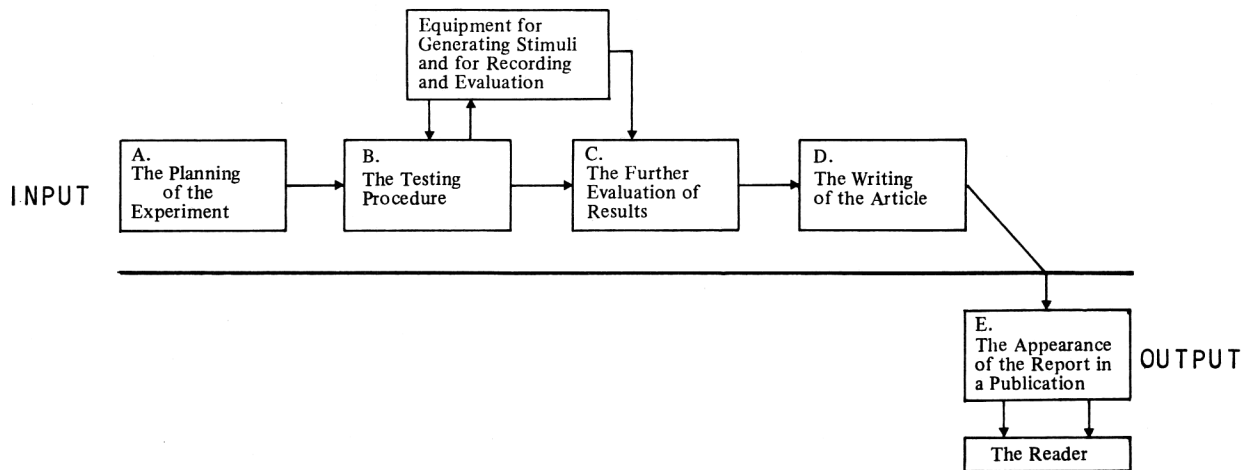 Equipment for
Generating Stimuli
and for Recording
and Evaluation
INPUT
A.
The Planning
of the
Experiment
B.
The Testing
Procedure
C.
The Further
Evaluation of
Results
D.
The Writing
of the Article
E.
The Appearance
of the Report in
a Publication
OUTPUT
The Reader